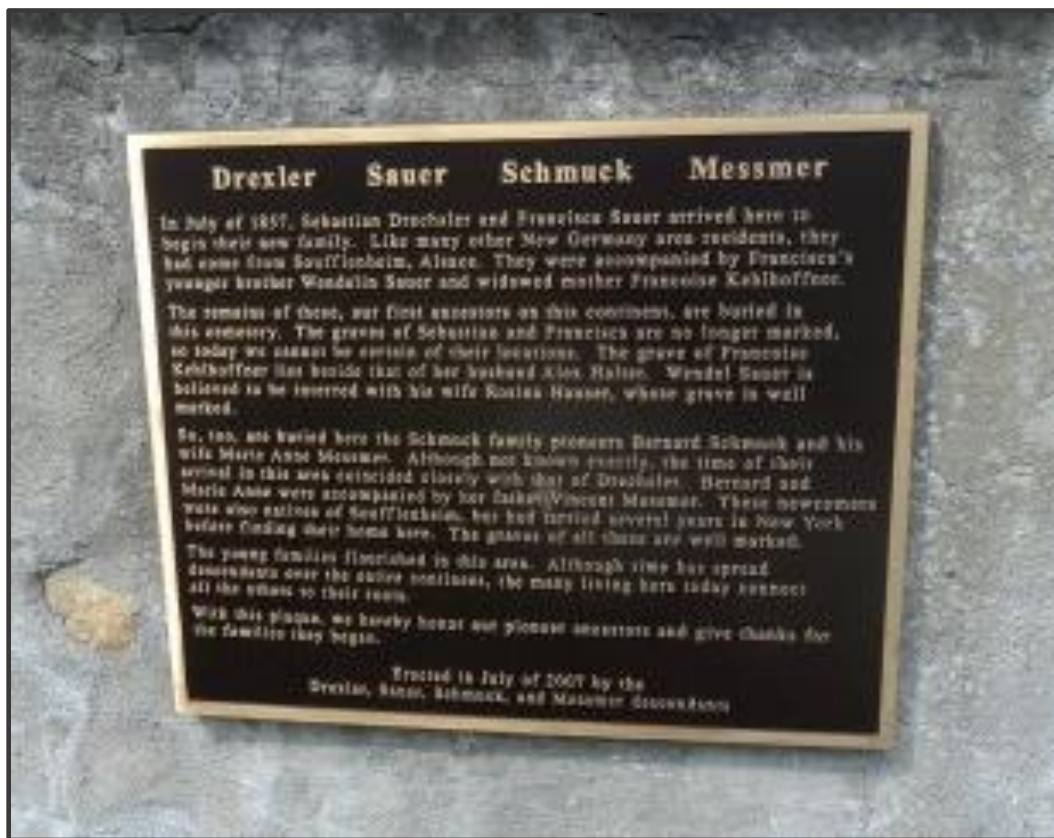 Drexler Sauer Schmuck Messmer
In July of 1857, Sebastian Drechsler and Francisca Sauer arrived here to
begin their new family. Like many other New Germany area residents, they
had come from Soufflenheim, Alsace. They were accompanied by Francisca's
younger brother Wendelin Sauer and widowed mother Francoise Kehlhoffner.
The remains of these, our first ancestors on this continent, are buried in
this cemetery. The graves of Sebastian and Francisca are no longer marked,
so today we cannot be certain of their locations. The grave of Francoise
Kehlhoffner lies beside that of her husband Alex Halter. Wendel Sauer is
believed to be interred with his wife Rosina Hauser, whose grave is well
marked.
So, too, are buried here the Schmuck family pioneers Bernard Schmuck and his
wife Marie Anne Messmer. Although not known exactly, the time of their
arrival in this area coincided closely with that of Drechsler. Bernard and
Marie Anne were accompanied by her father Vincent Messmer. These newcomers
were also natives of Soufflenheim, but had tarried several years in New York
before finding their home here. The graves of all these are well marked.
The young families flourished in this area. Although time has spread
descendents over the entire continent, the many living here today connect
all the others to their roots.
With this plaque, we hereby honor our pioneer ancestors and give thanks for
the families they began.
Erected in July of 2007 by the
Drexler, Sauer, Schmuck, and Messmer descendants